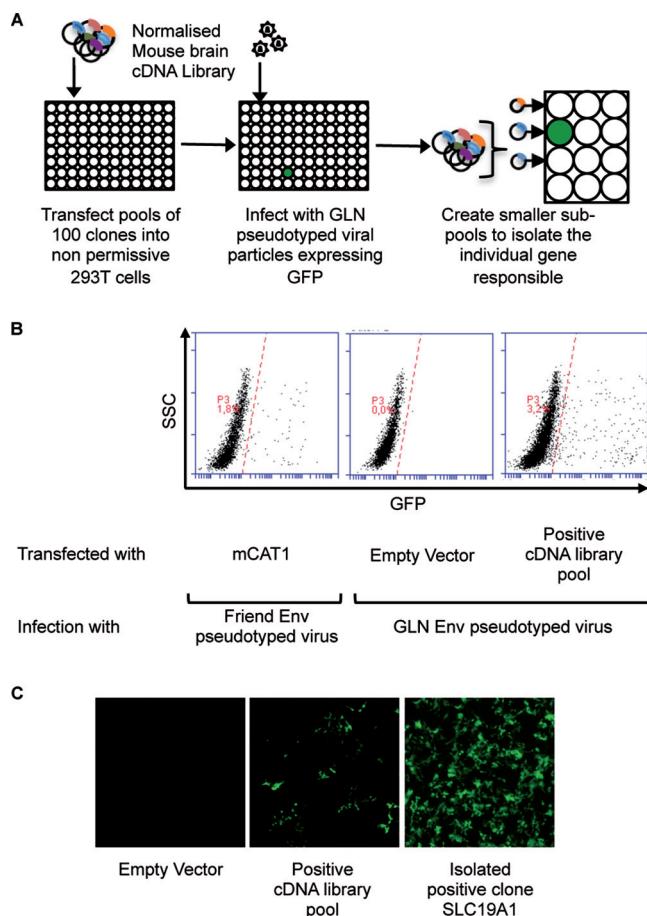 A
Normalised
Mouse brain
cDNA Library
Transfect pools of
100 clones into
non permissive
293T cells
Infect with GLN
pseudotyped viral
particles expressing
GFP
Create smaller sub-
pools to isolate the
individual gene
responsible
B
SSC
P3
1,8%
P3
0,0%
P3
3,2%
GFP
Transfected with
mCAT1
Empty Vector
Positive
cDNA library
pool
Infection with
Friend Env
pseudotyped virus
GLN Env pseudotyped virus
C
Empty Vector
Positive
cDNA library
pool
Isolated
positive clone
SLC19A1